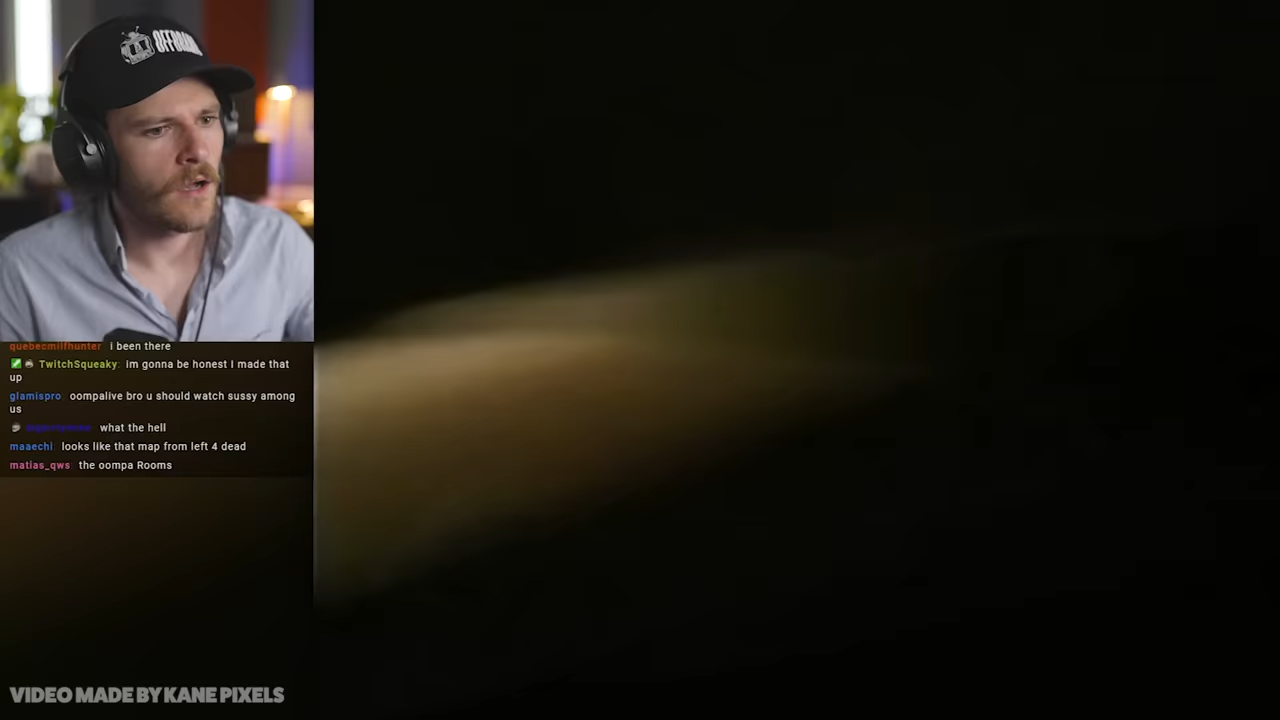 OFFBRAND
quebecmilfhunter i been there
TwitchSqueaky: im gonna be honest I made that
up
glamispro oompalive bro u should watch sussy among
us
what the hell
maaechi looks like that map from left 4 dead
matias_qws the oompa Rooms
VIDEO MADE BY KANE PIXELS